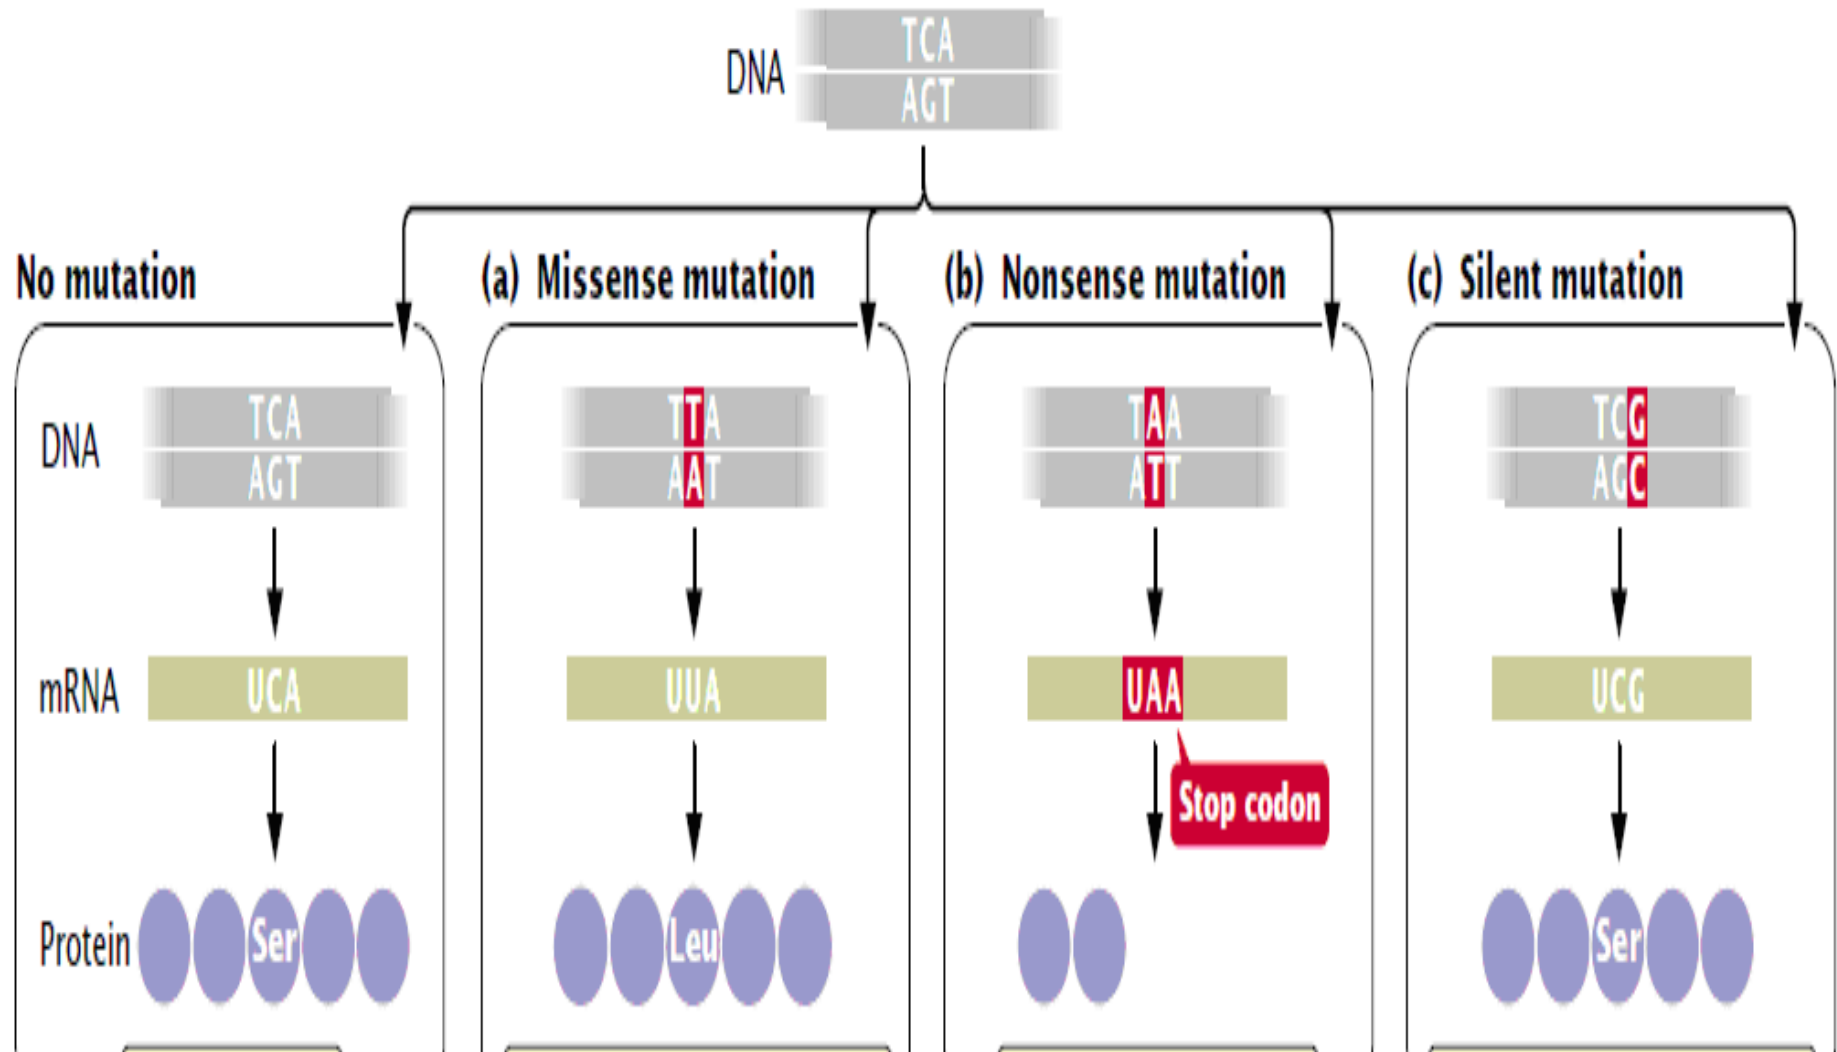 DNA
TCA
AGT
No mutation
(a) Missense mutation
(b) Nonsense mutation
(c) Silent mutation
DNA
TCA
AGT
TTA
AAT
TAA
ATT
TCG
AGC
mRNA
UCA
UUA
UAA
UCG
Stop codon
Protein
Ser
Leu
Ser